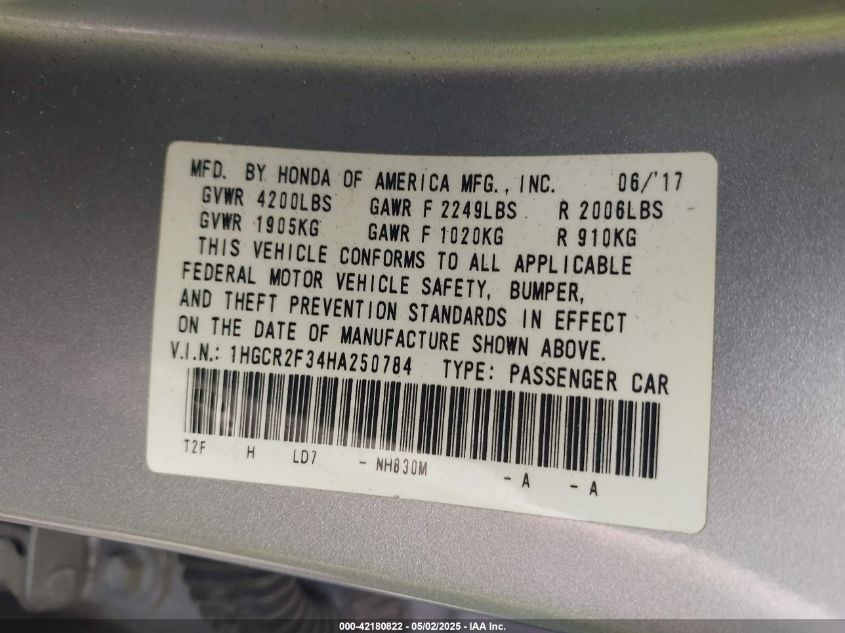 MFD. BY HONDA OF AMERICA MFG., INC. 06/'17
GVWR 4200LBS GAWR F 2249LBS R 2006LBS
GVWR 1905KG GAWR F 1020KG R 910KG
THIS VEHICLE CONFORMS TO ALL APPLICABLE
FEDERAL MOTOR VEHICLE SAFETY, BUMPER,
AND THEFT PREVENTION STANDARDS IN EFFECT
ON THE DATE OF MANUFACTURE SHOWN ABOVE.
V.I.N.: 1HGCR2F34HA250784 TYPE: PASSENGER CAR
T2F H LD7 - NH830M - A - A
000-42180822 - 05/02/2025 - IAA Inc.